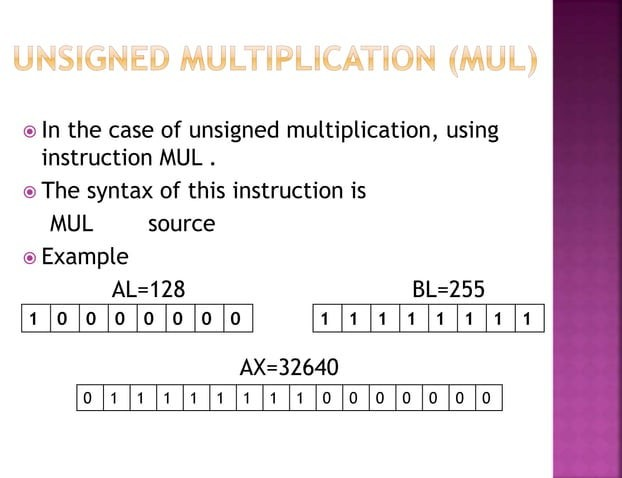 UNSIGNED MULTIPLICATION (MUL)
In the case of unsigned multiplication, using
instruction MUL .
The syntax of this instruction is
MUL source
Example
AL=128 BL=255
1 0 0 0 0 0 0 0 1 1 1 1 1 1 1 1
AX=32640
0 1 1 1 1 1 1 1 1 0 0 0 0 0 0 0